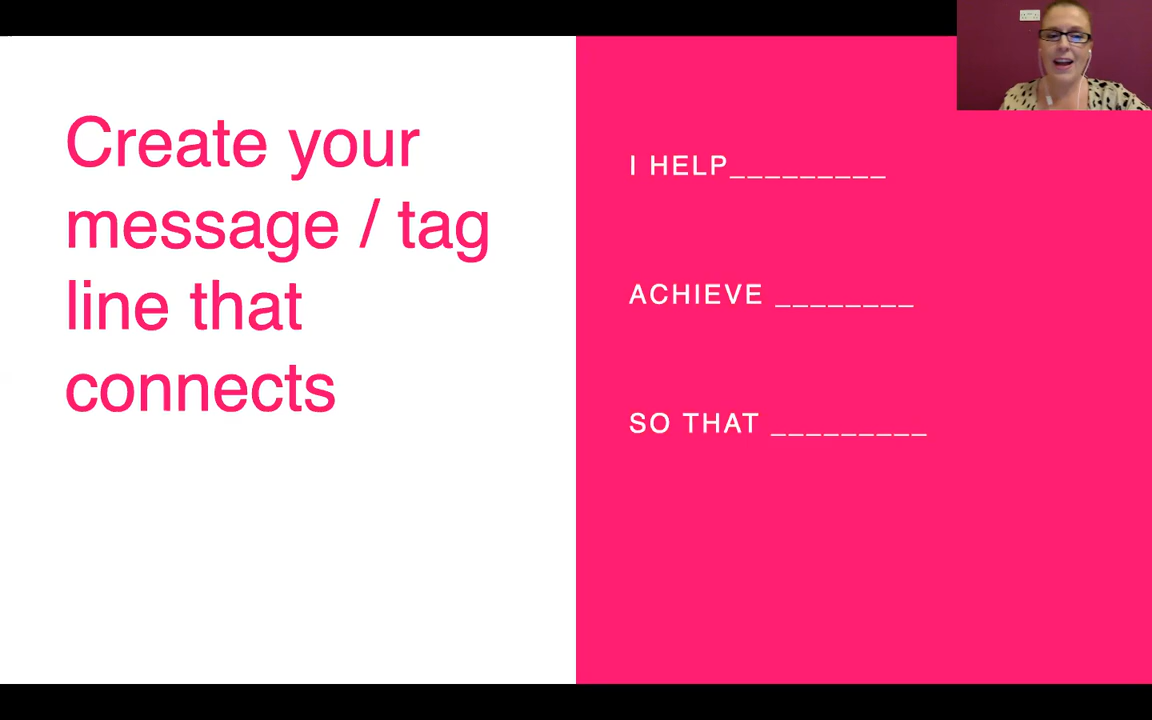 Create your
message / tag
line that
connects
I HELP_________
ACHIEVE ________
SO THAT _________